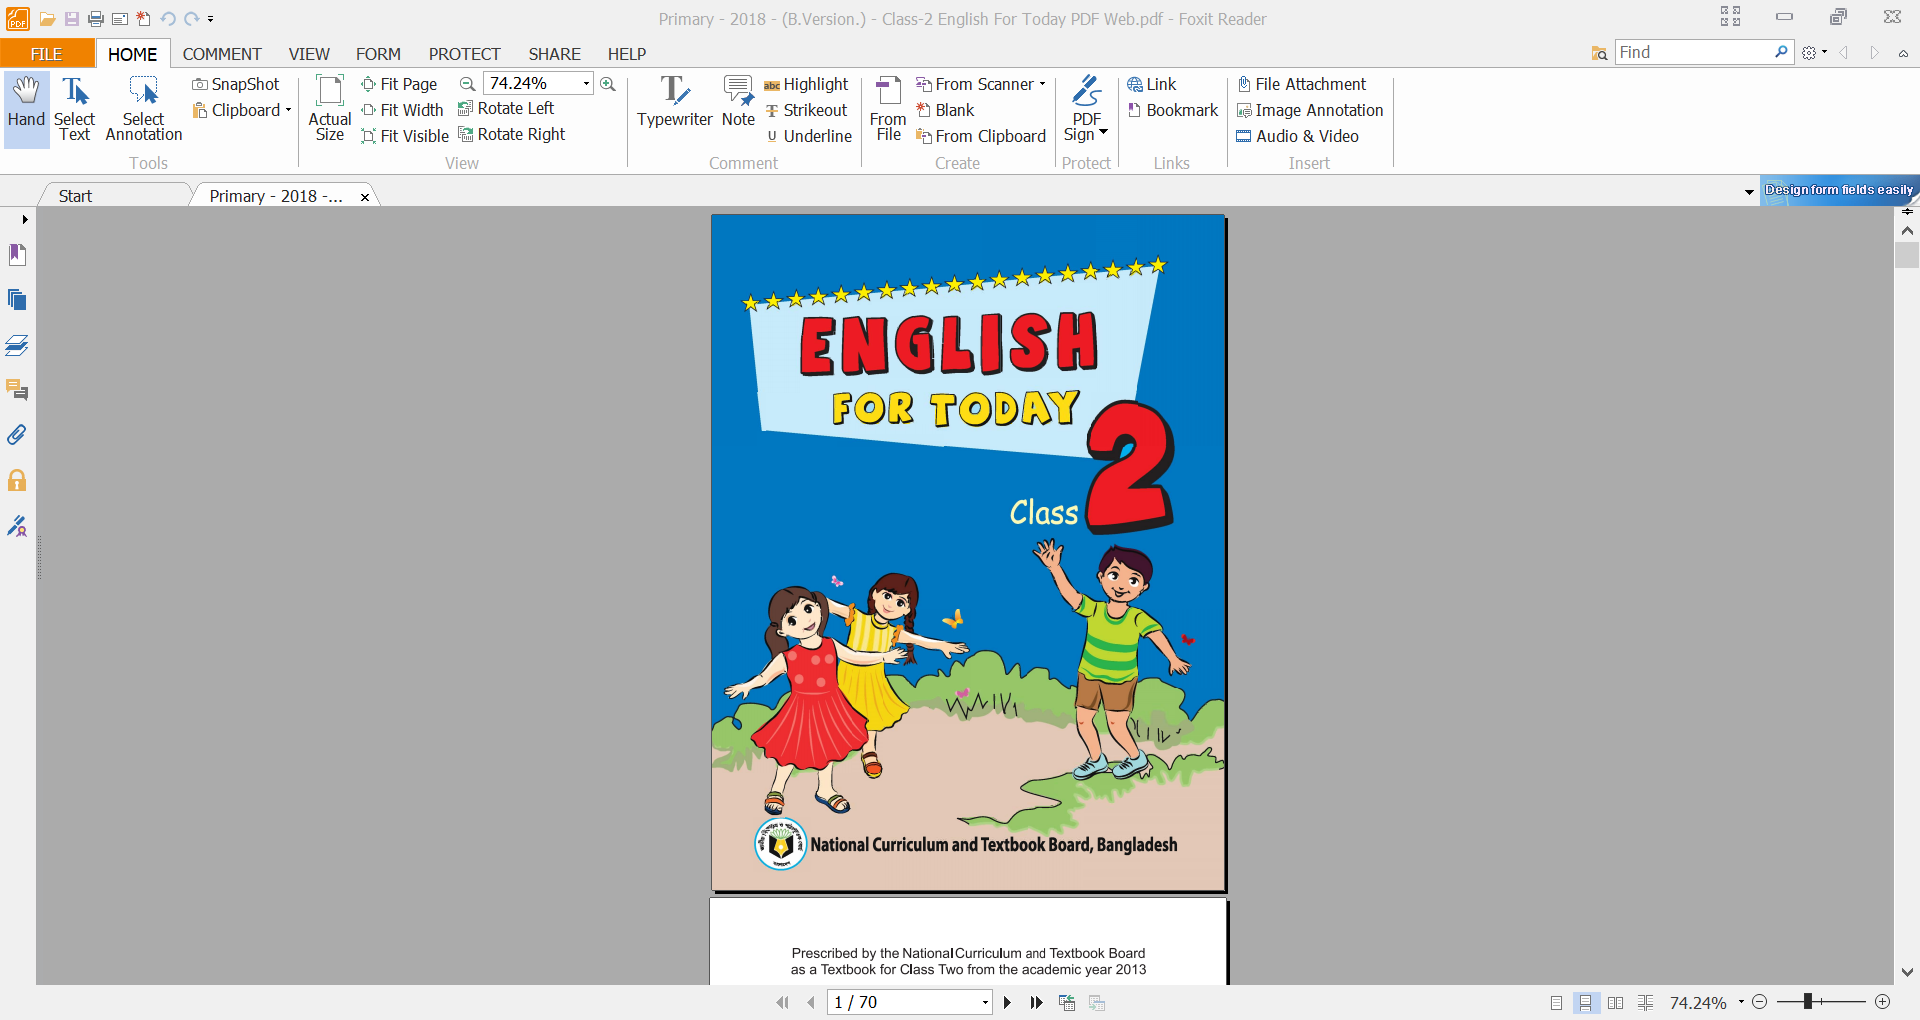 Primary - 2018 - (B.Version.) - Class-2 English For Today PDF Web.pdf - Foxit Reader
FILE HOME COMMENT VIEW FORM PROTECT SHARE HELP
Find
Hand
Select
Text
Select
Annotation
SnapShot
Clipboard
Tools
Actual
Size
Fit Page
Fit Width
Fit Visible
74.24%
Rotate Left
Rotate Right
View
Typewriter
Note
Highlight
Strikeout
Underline
Comment
From
File
From Scanner
Blank
From Clipboard
Create
PDF
Sign
Protect
Link
Bookmark
Links
File Attachment
Image Annotation
Audio & Video
Insert
Start
Primary - 2018 -...
Design form fields easily
ENGLISH
FOR TODAY
Class 2
National Curriculum and Textbook Board, Bangladesh
Prescribed by the National Curriculum and Textbook Board
as a Textbook for Class Two from the academic year 2013
1 / 70
74.24%